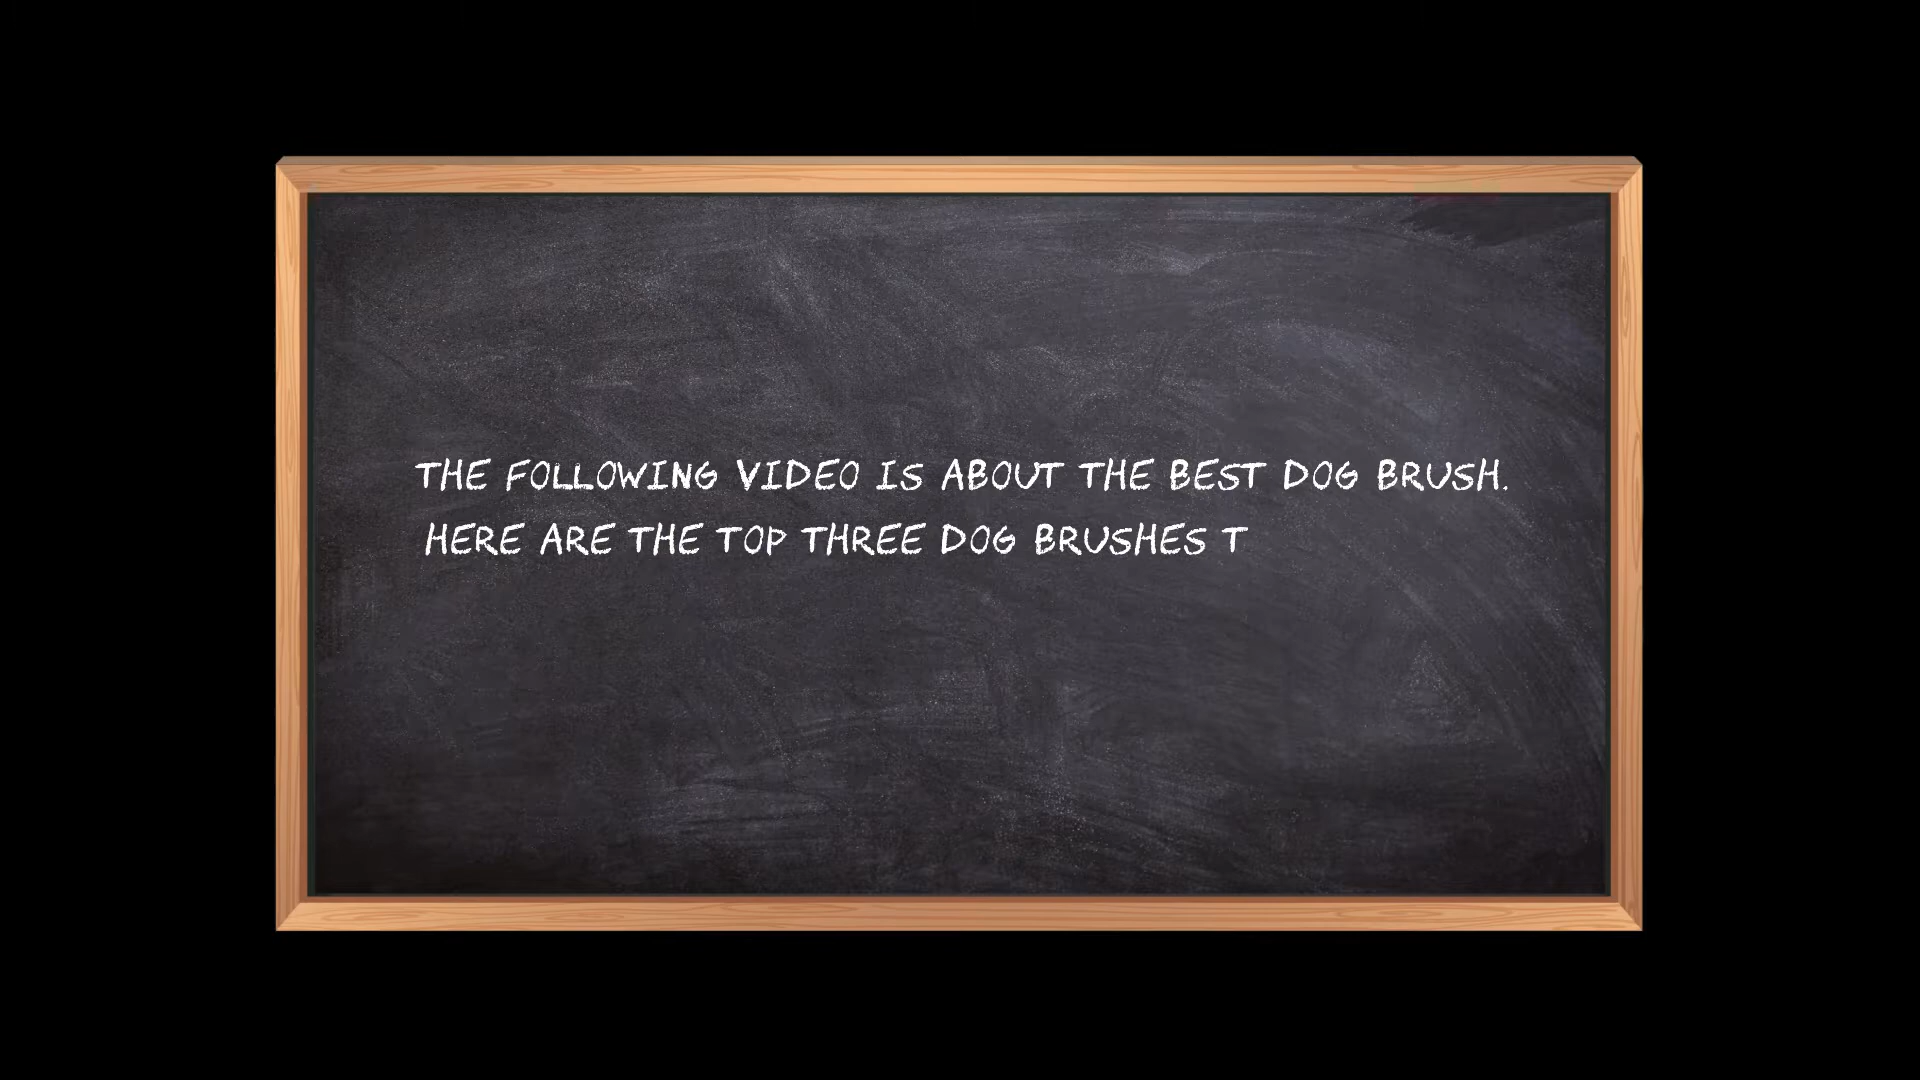 THE FOLLOWING VIDEO IS ABOUT THE BEST DOG BRUSH.
HERE ARE THE TOP THREE DOG BRUSHES T